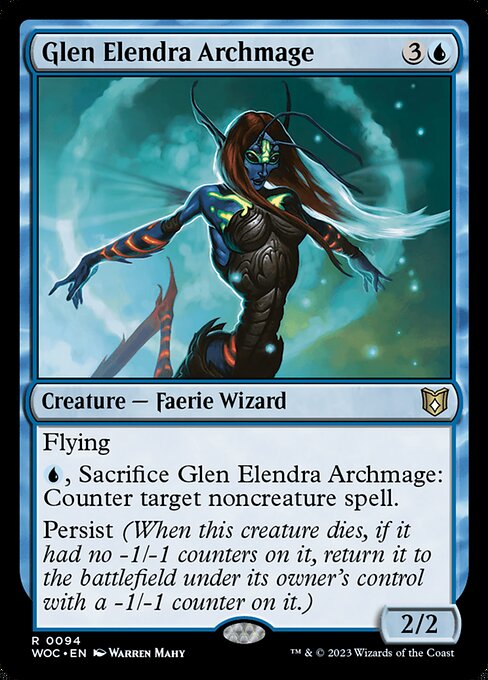 Glen Elendra Archmage 3
Creature — Faerie Wizard
Flying
, Sacrifice Glen Elendra Archmage:
Counter target noncreature spell.
Persist (When this creature dies, if it
had no -1/-1 counters on it, return it to
the battlefield under its owner's control
with a -1/-1 counter on it.)
2/2
R 0094
WOC • EN Warren Mahy
™ & © 2023 Wizards of the Coast